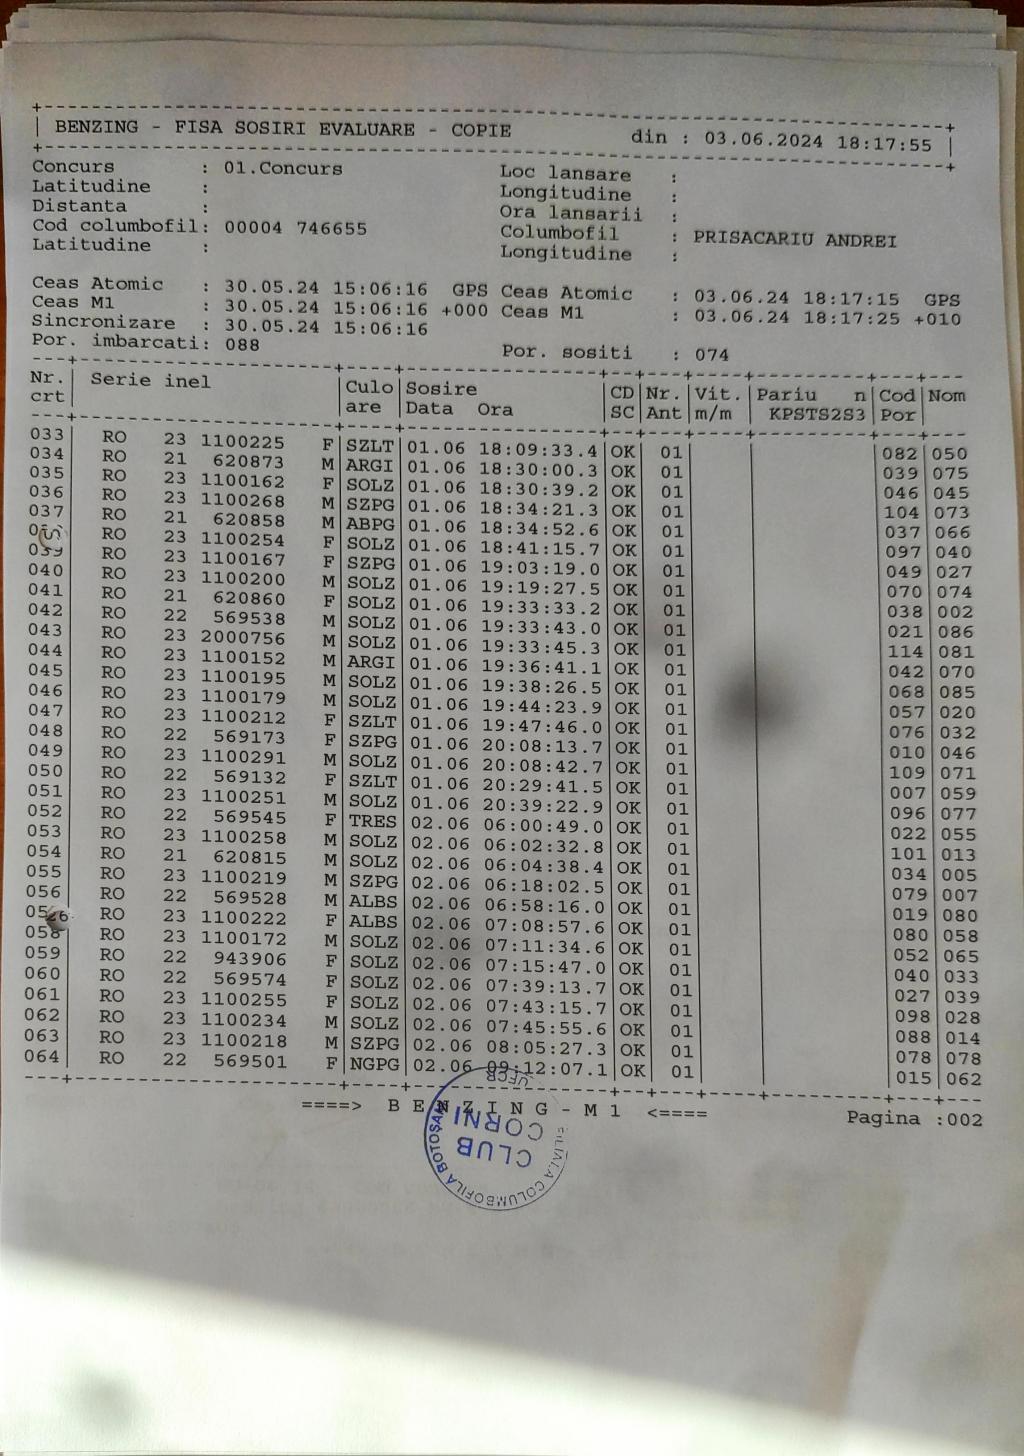 BENZING - FISA SOSIRI EVALUARE - COPIE din : 03.06.2024 18:17:55
Concurs : 01.Concurs Loc lansare :
Latitudine : Longitudine :
Distanta : Ora lansarii :
Cod columbofil: 00004 746655 Columbofil : PRISACARIU ANDREI
Latitudine : Longitudine :
Ceas Atomic : 30.05.24 15:06:16 GPS Ceas Atomic : 03.06.24 18:17:15 GPS
Ceas M1 : 30.05.24 15:06:16 +000 Ceas M1 : 03.06.24 18:17:25 +010
Sincronizare : 30.05.24 15:06:16
Por. imbarcati: 088 Por. sositi : 074
Nr. Serie inel Culo Sosire CD Nr. Vit. Pariu n Cod Nom
crt are Data Ora SC Ant m/m KPSTS2S3 Por
033 RO 23 1100225 F SZLT 01.06 18:09:33.4 OK 01 082 050
034 RO 21 620873 M ARGI 01.06 18:30:00.3 OK 01 039 075
035 RO 23 1100162 F SOLZ 01.06 18:30:39.2 OK 01 046 045
036 RO 23 1100268 M SZPG 01.06 18:34:21.3 OK 01 104 073
037 RO 21 620858 M ABPG 01.06 18:34:52.6 OK 01 037 066
RO 23 1100254 F SOLZ 01.06 18:41:15.7 OK 01 097 040
039 RO 23 1100167 F SZPG 01.06 19:03:19.0 OK 01 049 027
040 RO 23 1100200 M SOLZ 01.06 19:19:27.5 OK 01 070 074
041 RO 21 620860 F SOLZ 01.06 19:33:33.2 OK 01 038 002
042 RO 22 569538 M SOLZ 01.06 19:33:43.0 OK 01 021 086
043 RO 23 2000756 M SOLZ 01.06 19:33:45.3 OK 01 114 081
044 RO 23 1100152 M ARGI 01.06 19:36:41.1 OK 01 042 070
045 RO 23 1100195 M SOLZ 01.06 19:38:26.5 OK 01 068 085
046 RO 23 1100179 M SOLZ 01.06 19:44:23.9 OK 01 057 020
047 RO 23 1100212 F SZLT 01.06 19:47:46.0 OK 01 076 032
048 RO 22 569173 F SZPG 01.06 20:08:13.7 OK 01 010 046
049 RO 23 1100291 M SOLZ 01.06 20:08:42.7 OK 01 109 071
050 RO 22 569132 F SZLT 01.06 20:29:41.5 OK 01 007 059
051 RO 23 1100251 M SOLZ 01.06 20:39:22.9 OK 01 096 077
052 RO 22 569545 F TRES 02.06 06:00:49.0 OK 01 022 055
053 RO 23 1100258 M SOLZ 02.06 06:02:32.8 OK 01 101 013
054 RO 21 620815 M SOLZ 02.06 06:04:38.4 OK 01 034 005
055 RO 23 1100219 M SZPG 02.06 06:18:02.5 OK 01 079 007
056 RO 22 569528 M ALBS 02.06 06:58:16.0 OK 01 019 080
RO 23 1100222 F ALBS 02.06 07:08:57.6 OK 01 080 058
058 RO 23 1100172 M SOLZ 02.06 07:11:34.6 OK 01 052 065
059 RO 22 943906 F SOLZ 02.06 07:15:47.0 OK 01 040 033
060 RO 22 569574 F SOLZ 02.06 07:39:13.7 OK 01 027 039
061 RO 23 1100255 F SOLZ 02.06 07:43:15.7 OK 01 098 028
062 RO 23 1100234 M SOLZ 02.06 07:45:55.6 OK 01 088 014
063 RO 23 1100218 M SZPG 02.06 08:05:27.3 OK 01 078 078
064 RO 22 569501 F NGPG 02.06 09:12:07.1 OK 01 015 062
====> B E N Z I N G - M 1 <==== Pagina :002
UFCR
CLUB
CORNI
FILIALA COLUMBOFILA BOTOSANI